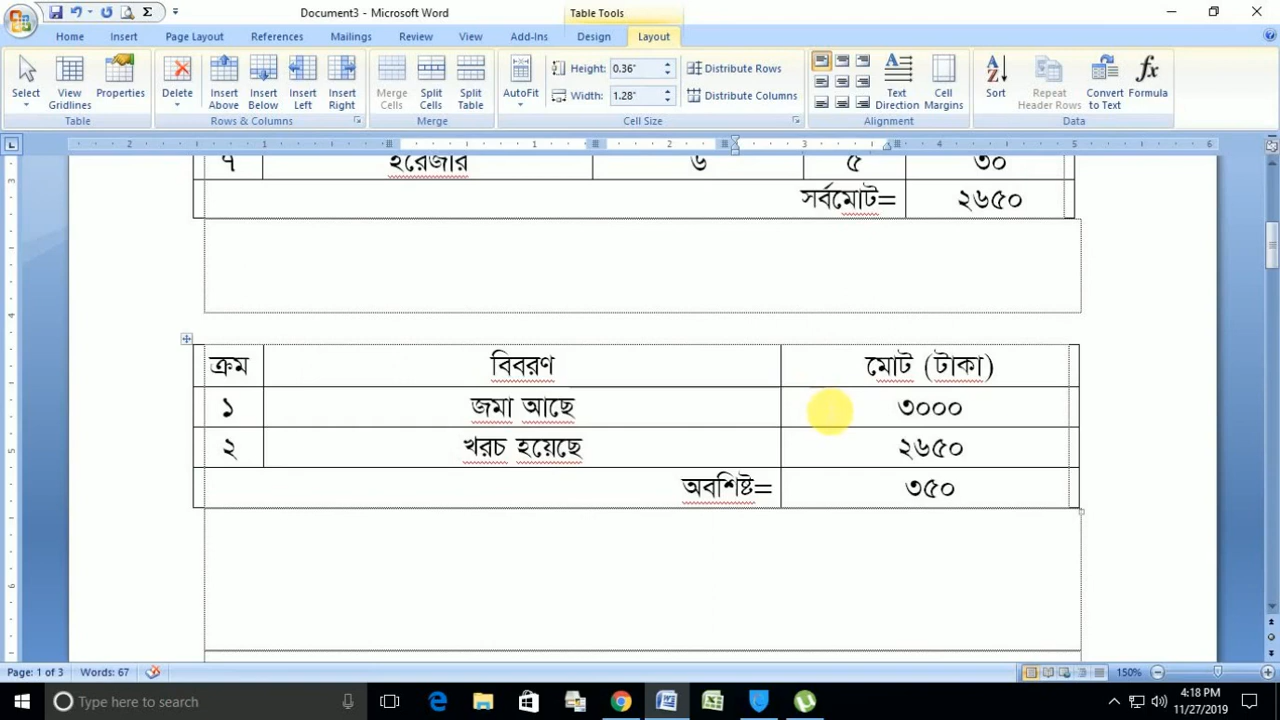 Document3 - Microsoft Word
Table Tools
Home Insert Page Layout References Mailings Review View Add-Ins Design Layout
Select
View Gridlines
Properties
Delete
Insert Above
Insert Below
Insert Left
Insert Right
Merge Cells
Split Cells
Split Table
AutoFit
Height: 0.36"
Width: 1.28"
Distribute Rows
Distribute Columns
Text Direction
Cell Margins
Sort
Repeat Header Rows
Convert to Text
Formula
Table Rows & Columns Merge Cell Size Alignment Data
৭ ইরেজার ৬ ৫ ৩০
সর্বমোট= ২৬৫০
ক্রম বিবরণ মোট (টাকা)
১ জমা আছে ৩০০০
২ খরচ হয়েছে ২৬৫০
অবশিষ্ট= ৩৫০
Page: 1 of 3 Words: 67 150%
Type here to search
4:18 PM
11/27/2019